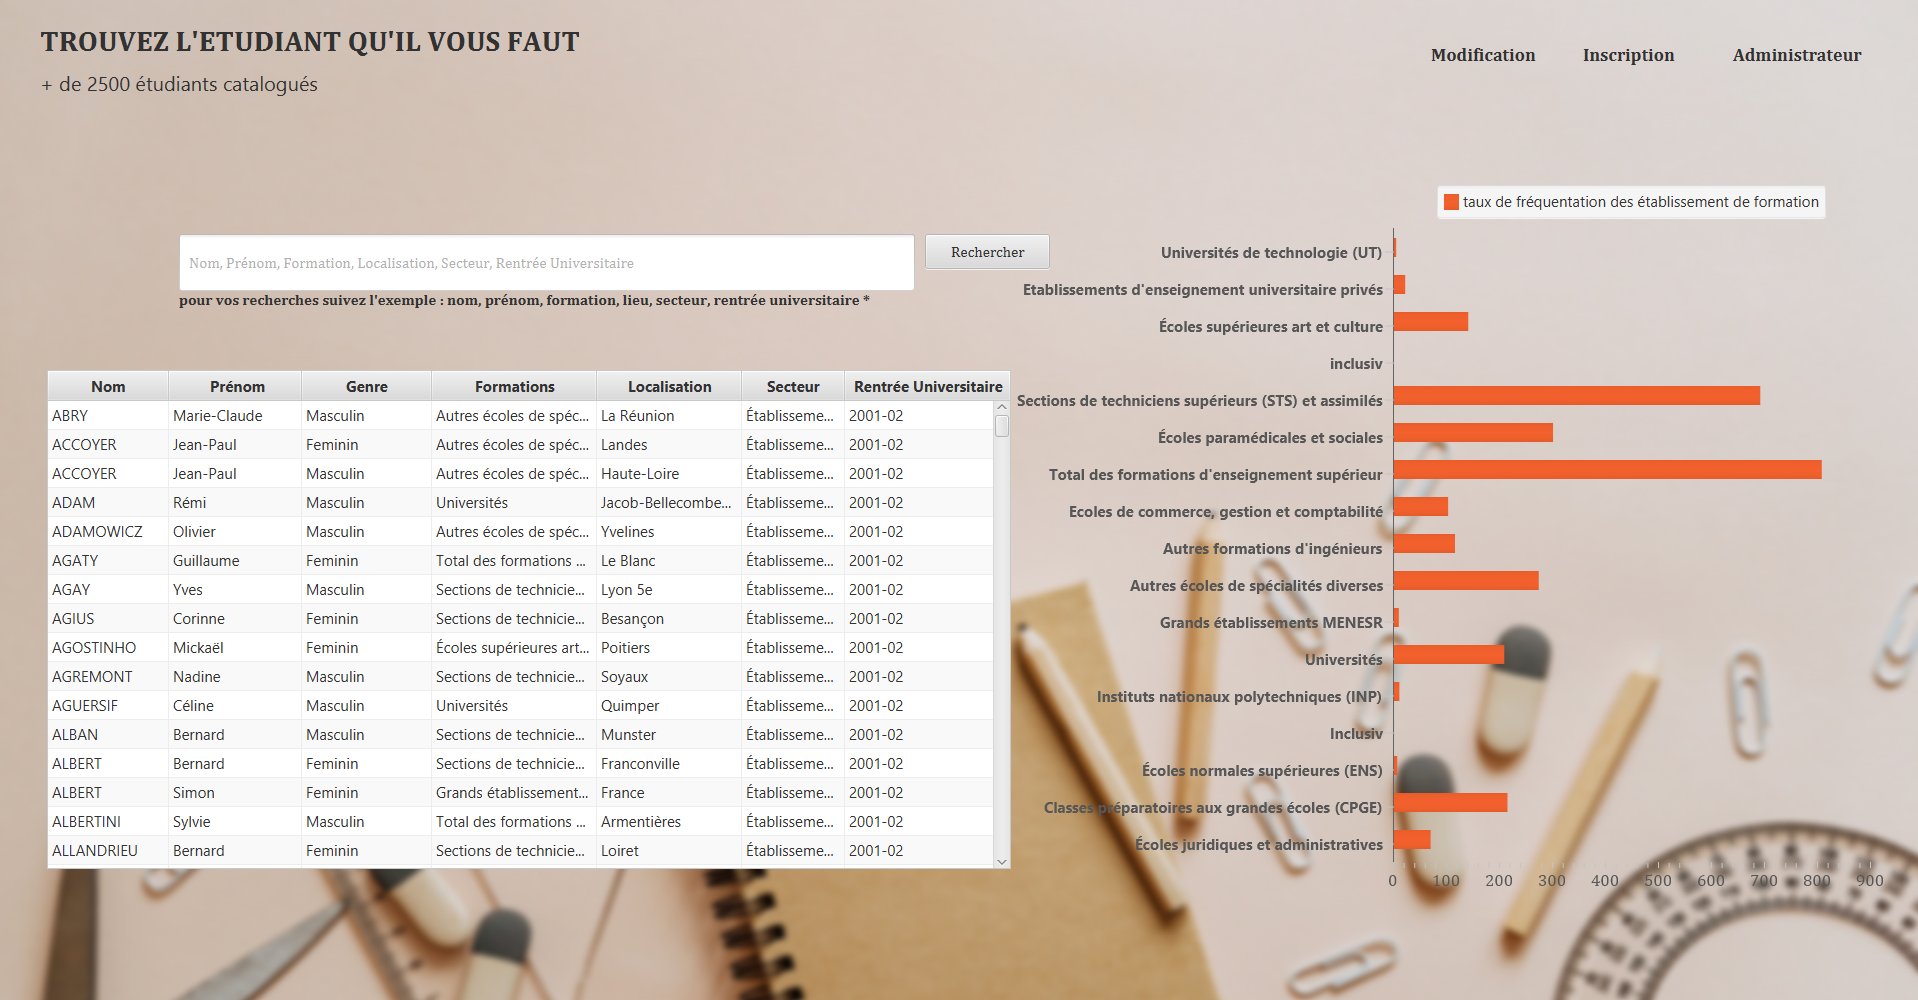 TROUVEZ L'ETUDIANT QU'IL VOUS FAUT
+ de 2500 étudiants catalogués
Modification Inscription Administrateur
Nom, Prénom, Formation, Localisation, Secteur, Rentrée Universitaire
Rechercher
pour vos recherches suivez l'exemple : nom, prénom, formation, lieu, secteur, rentrée universitaire *
Nom Prénom Genre Formations Localisation Secteur Rentrée Universitaire
ABRY Marie-Claude Masculin Autres écoles de spéc... La Réunion Établisseme... 2001-02
ACCOYER Jean-Paul Feminin Autres écoles de spéc... Landes Établisseme... 2001-02
ACCOYER Jean-Paul Masculin Autres écoles de spéc... Haute-Loire Établisseme... 2001-02
ADAM Rémi Masculin Universités Jacob-Bellecombe... Établisseme... 2001-02
ADAMOWICZ Olivier Masculin Autres écoles de spéc... Yvelines Établisseme... 2001-02
AGATY Guillaume Feminin Total des formations ... Le Blanc Établisseme... 2001-02
AGAY Yves Masculin Sections de technicie... Lyon 5e Établisseme... 2001-02
AGIUS Corinne Feminin Sections de technicie... Besançon Établisseme... 2001-02
AGOSTINHO Mickaël Feminin Écoles supérieures art... Poitiers Établisseme... 2001-02
AGREMONT Nadine Masculin Sections de technicie... Soyaux Établisseme... 2001-02
AGUERSIF Céline Masculin Universités Quimper Établisseme... 2001-02
ALBAN Bernard Masculin Sections de technicie... Munster Établisseme... 2001-02
ALBERT Bernard Feminin Sections de technicie... Franconville Établisseme... 2001-02
ALBERT Simon Feminin Grands établissement... France Établisseme... 2001-02
ALBERTINI Sylvie Masculin Total des formations ... Armentières Établisseme... 2001-02
ALLANDRIEU Bernard Feminin Sections de technicie... Loiret Établisseme... 2001-02
taux de fréquentation des établissement de formation
Universités de technologie (UT)
Etablissements d'enseignement universitaire privés
Écoles supérieures art et culture
inclusiv
Sections de techniciens supérieurs (STS) et assimilés
Écoles paramédicales et sociales
Total des formations d'enseignement supérieur
Ecoles de commerce, gestion et comptabilité
Autres formations d'ingénieurs
Autres écoles de spécialités diverses
Grands établissements MENESR
Universités
Instituts nationaux polytechniques (INP)
Inclusiv
Écoles normales supérieures (ENS)
Classes préparatoires aux grandes écoles (CPGE)
Écoles juridiques et administratives
0 100 200 300 400 500 600 700 800 900